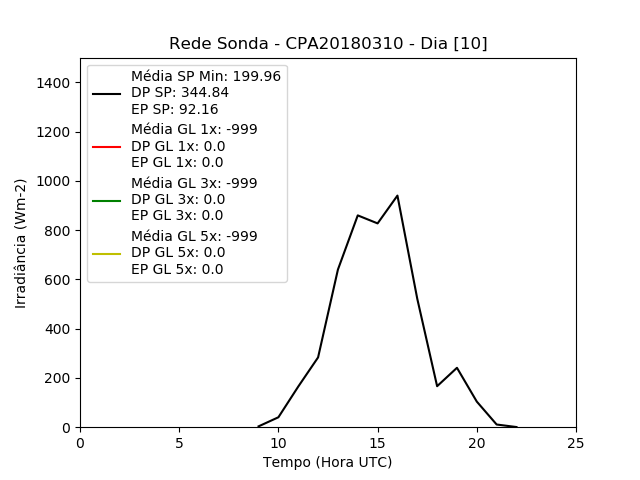 Rede Sonda - CPA20180310 - Dia [10]
Média SP Min: 199.96
DP SP: 344.84
EP SP: 92.16
Média GL 1x: -999
DP GL 1x: 0.0
EP GL 1x: 0.0
Média GL 3x: -999
DP GL 3x: 0.0
EP GL 3x: 0.0
Média GL 5x: -999
DP GL 5x: 0.0
EP GL 5x: 0.0
Irradiância (Wm-2)
1400
1200
1000
800
600
400
200
0
0 5 10 15 20 25
Tempo (Hora UTC)